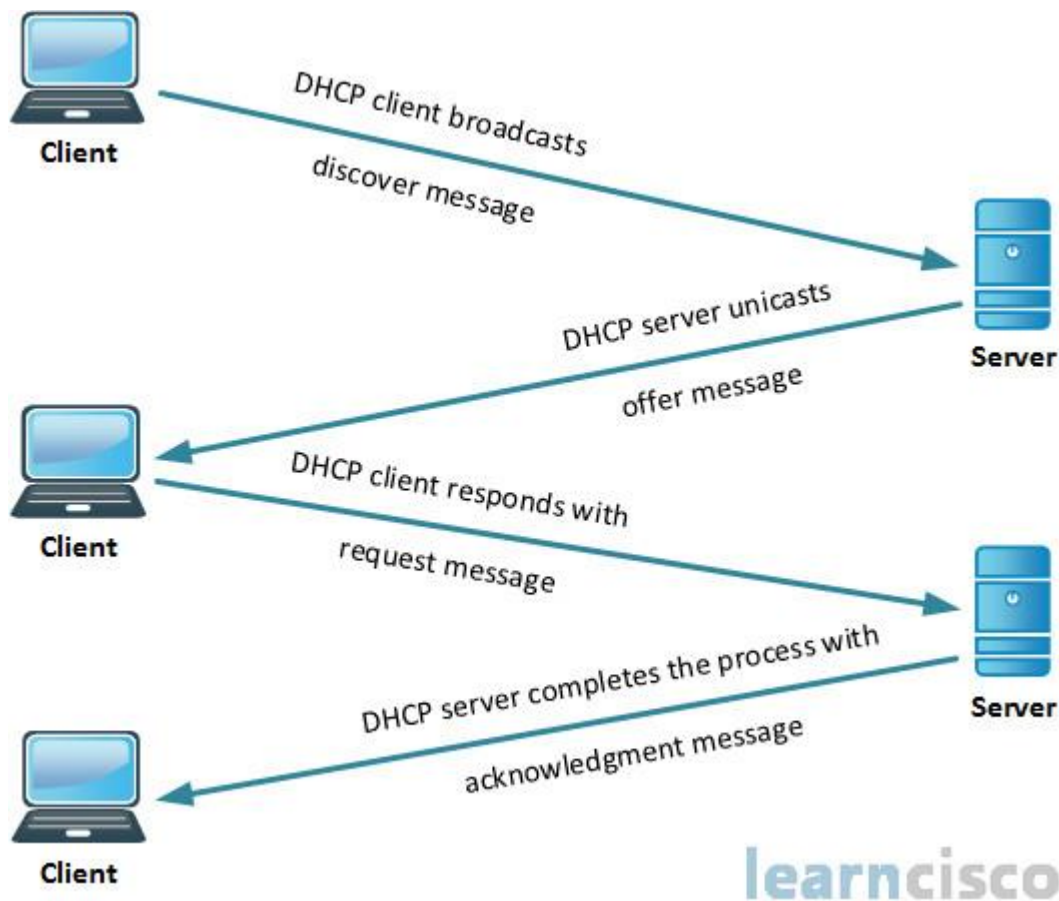 Client
DHCP client broadcasts
discover message
Server
DHCP server unicasts
offer message
Client
DHCP client responds with
request message
Server
DHCP server completes the process with
acknowledgment message
Client
learncisco